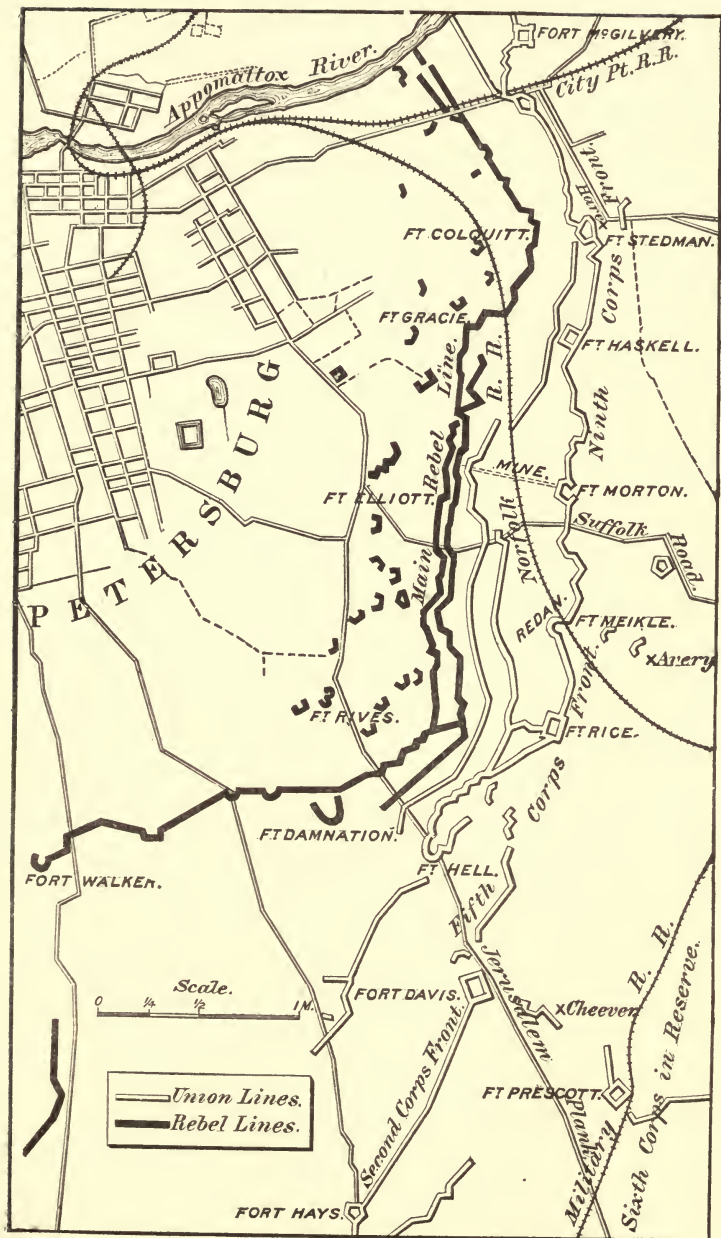 FORT McGILVERY.
Appomattox River.
City Pt. R.R.
Front.
Hare x
FT COLQUITT.
FT STEDMAN.
FT GRACIE.
Corps
FT HASKELL.
Line.
R. R.
Ninth
PETERSBURG
Rebel
MINE.
FT ELLIOTT.
FT MORTON.
Norfolk
Suffolk
Road.
Main
REDAN.
FT MEIKLE.
x Avery
Front.
FT RIVES.
FT RICE.
Corps
FT DAMNATION.
FT HELL.
FORT WALKER.
Fifth
R. R.
Scale.
0 1/4 1/2 1 M.
FORT DAVIS.
Jerusalem
x Cheever
Second Corps Front.
FT PRESCOTT.
Plank
Military
Sixth Corps in Reserve.
Union Lines.
Rebel Lines.
FORT HAYS.